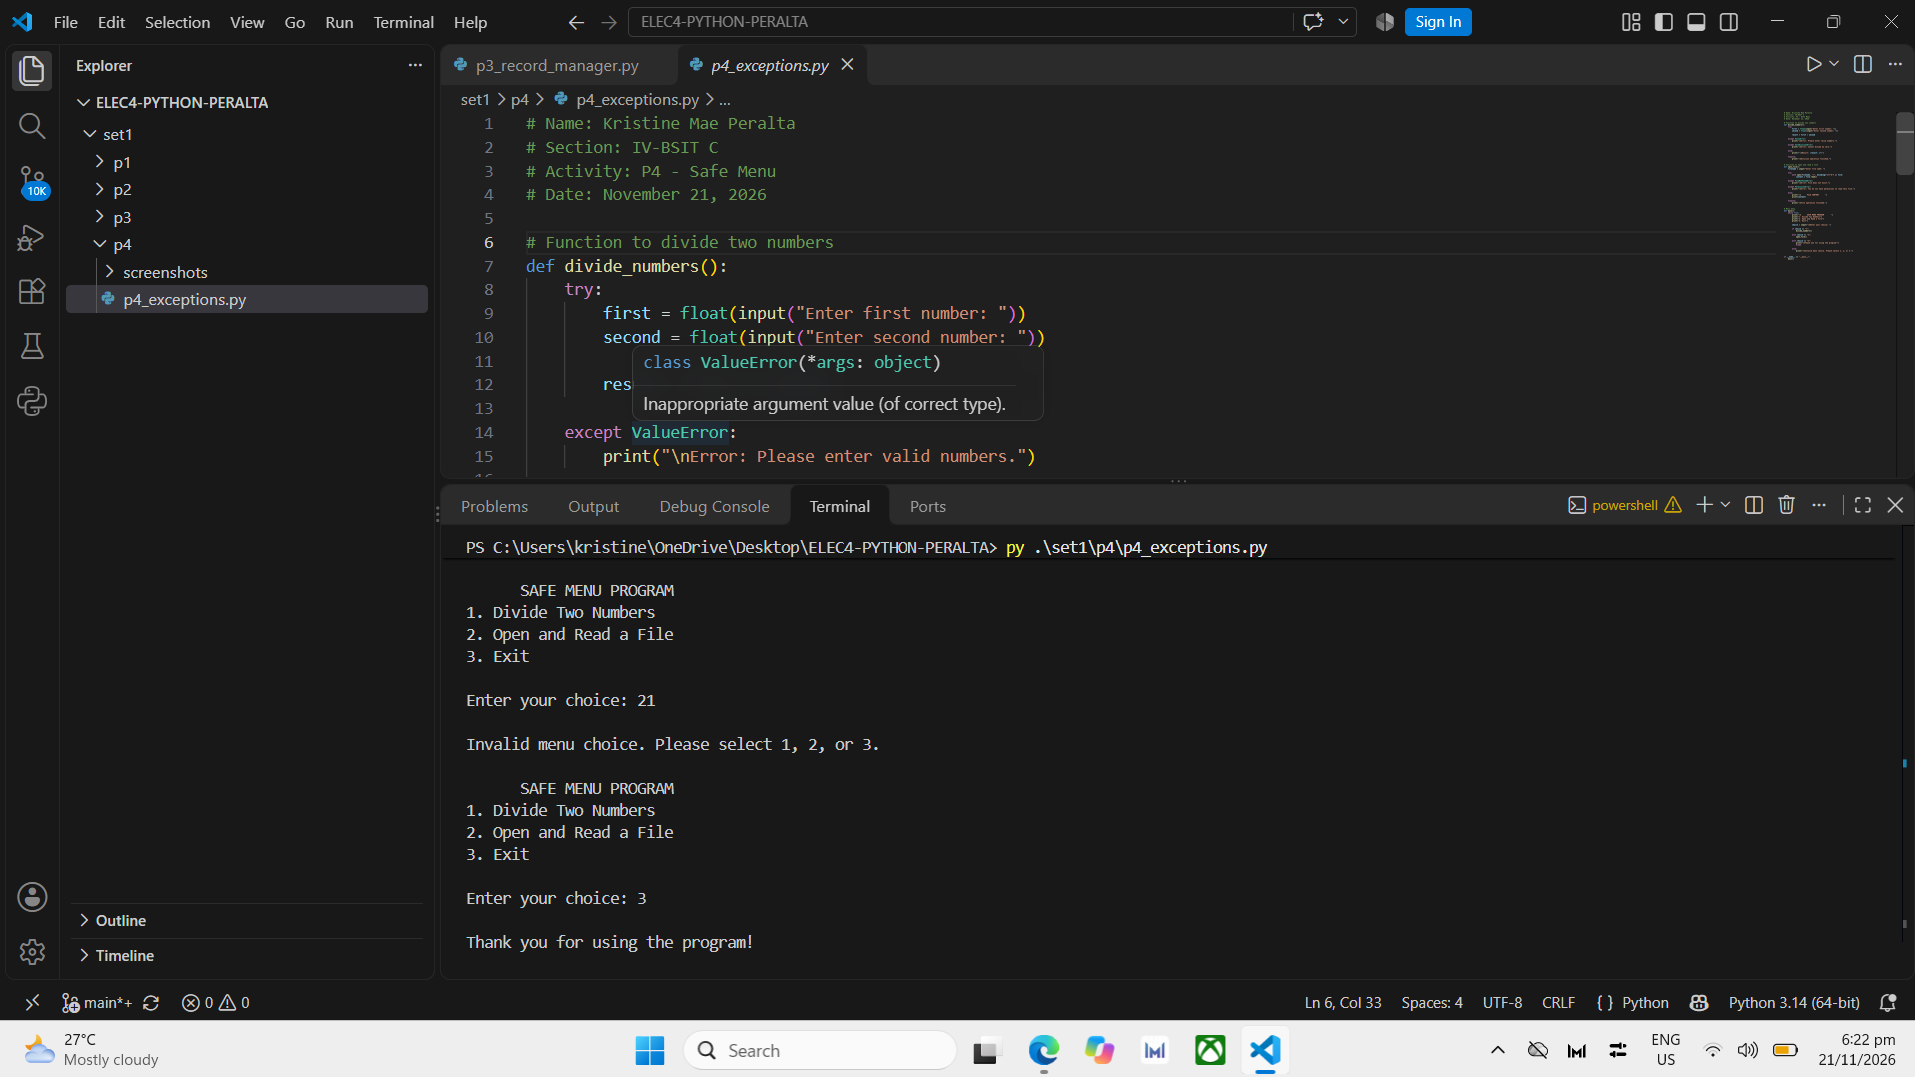 File Edit Selection View Go Run Terminal Help
ELEC4-PYTHON-PERALTA
Sign In
Explorer
ELEC4-PYTHON-PERALTA
set1
p1
p2
p3
p4
screenshots
p4_exceptions.py
10K
Outline
Timeline
p3_record_manager.py
p4_exceptions.py
set1 > p4 > p4_exceptions.py > ...
1 # Name: Kristine Mae Peralta
2 # Section: IV-BSIT C
3 # Activity: P4 - Safe Menu
4 # Date: November 21, 2026
5
6 # Function to divide two numbers
7 def divide_numbers():
8 try:
9 first = float(input("Enter first number: "))
10 second = float(input("Enter second number: "))
11
12 res
13
14 except ValueError:
15 print("\nError: Please enter valid numbers.")
class ValueError(*args: object)
Inappropriate argument value (of correct type).
Problems Output Debug Console Terminal Ports
powershell
PS C:\Users\kristine\OneDrive\Desktop\ELEC4-PYTHON-PERALTA> py .\set1\p4\p4_exceptions.py
SAFE MENU PROGRAM
1. Divide Two Numbers
2. Open and Read a File
3. Exit
Enter your choice: 21
Invalid menu choice. Please select 1, 2, or 3.
SAFE MENU PROGRAM
1. Divide Two Numbers
2. Open and Read a File
3. Exit
Enter your choice: 3
Thank you for using the program!
main*+ 0 0
Ln 6, Col 33 Spaces: 4 UTF-8 CRLF { } Python Python 3.14 (64-bit)
27°C
Mostly cloudy
Search
ENG
US
6:22 pm
21/11/2026